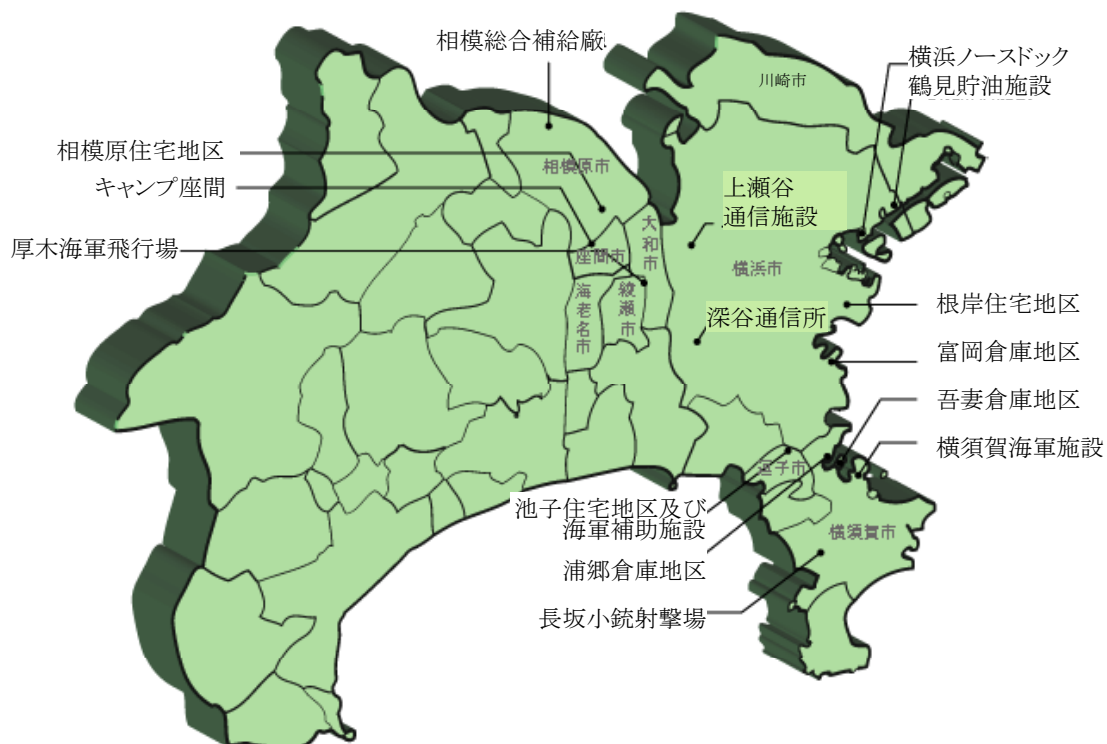 相模総合補給廠
横浜ノースドック
鶴見貯油施設
川崎市
相模原住宅地区
キャンプ座間
相模原市
上瀬谷
通信施設
厚木海軍飛行場
大和市
座間市
横浜市
海老名市
綾瀬市
深谷通信所
根岸住宅地区
富岡倉庫地区
吾妻倉庫地区
横須賀海軍施設
逗子市
池子住宅地区及び
海軍補助施設
横須賀市
浦郷倉庫地区
長坂小銃射撃場